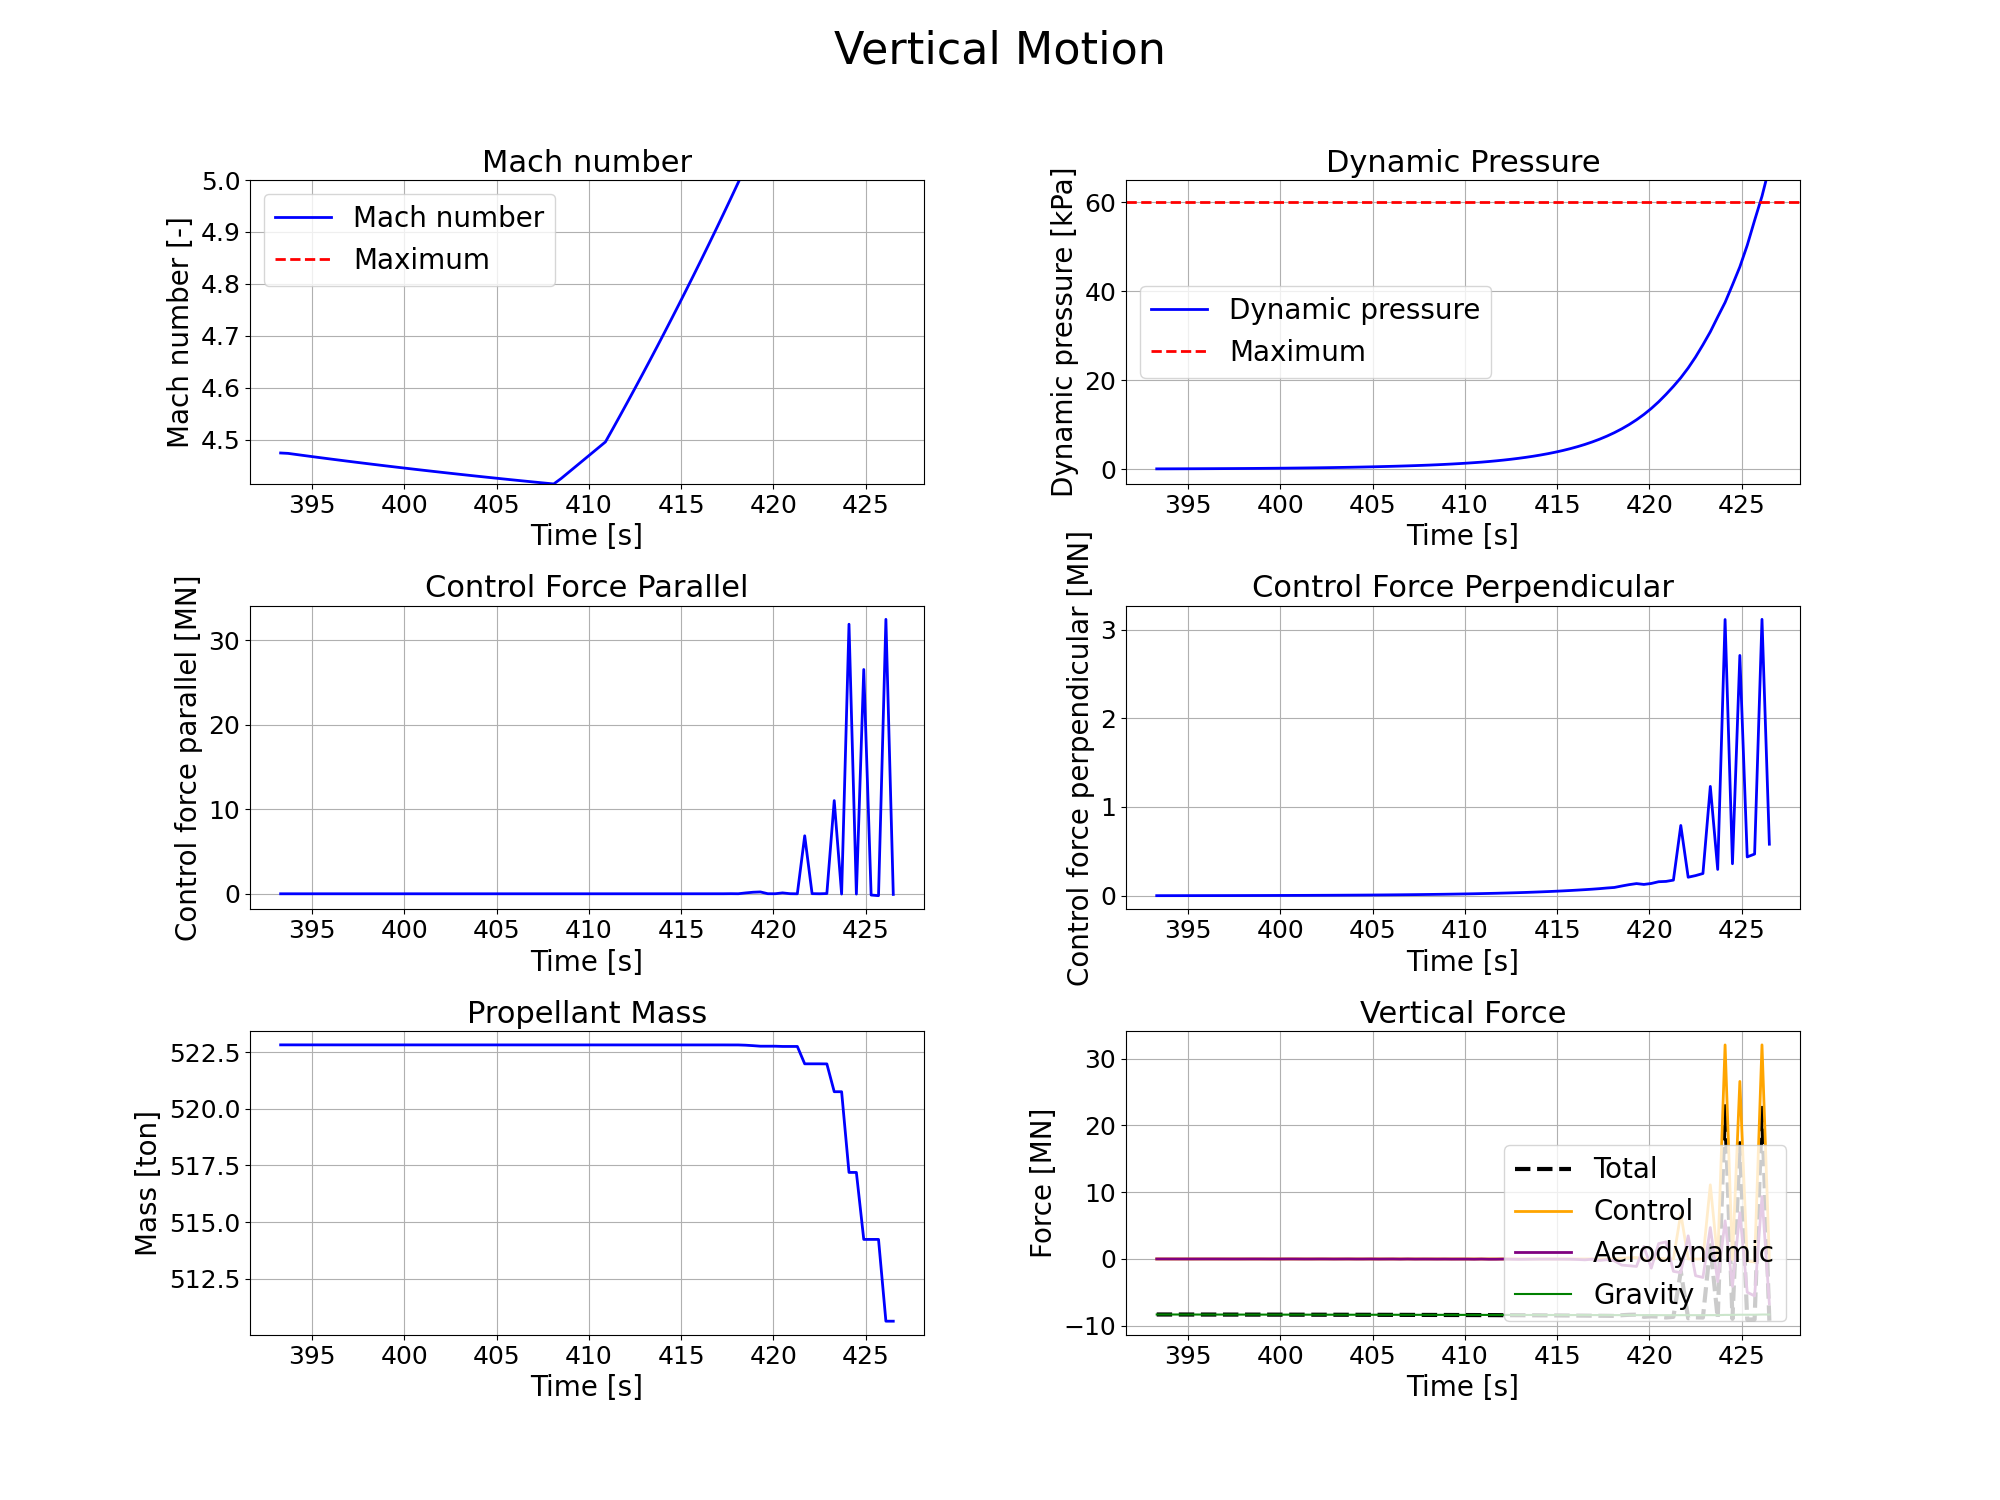 Vertical Motion
Mach number
Mach number [-]
5.0
4.9
4.8
4.7
4.6
4.5
Mach number
Maximum
395 400 405 410 415 420 425
Time [s]
Dynamic Pressure
Dynamic pressure [kPa]
60
40
20
0
Dynamic pressure
Maximum
395 400 405 410 415 420 425
Time [s]
Control Force Parallel
Control force parallel [MN]
30
20
10
0
395 400 405 410 415 420 425
Time [s]
Control Force Perpendicular
Control force perpendicular [MN]
3
2
1
0
395 400 405 410 415 420 425
Time [s]
Propellant Mass
Mass [ton]
522.5
520.0
517.5
515.0
512.5
395 400 405 410 415 420 425
Time [s]
Vertical Force
Force [MN]
30
20
10
0
−10
Total
Control
Aerodynamic
Gravity
395 400 405 410 415 420 425
Time [s]